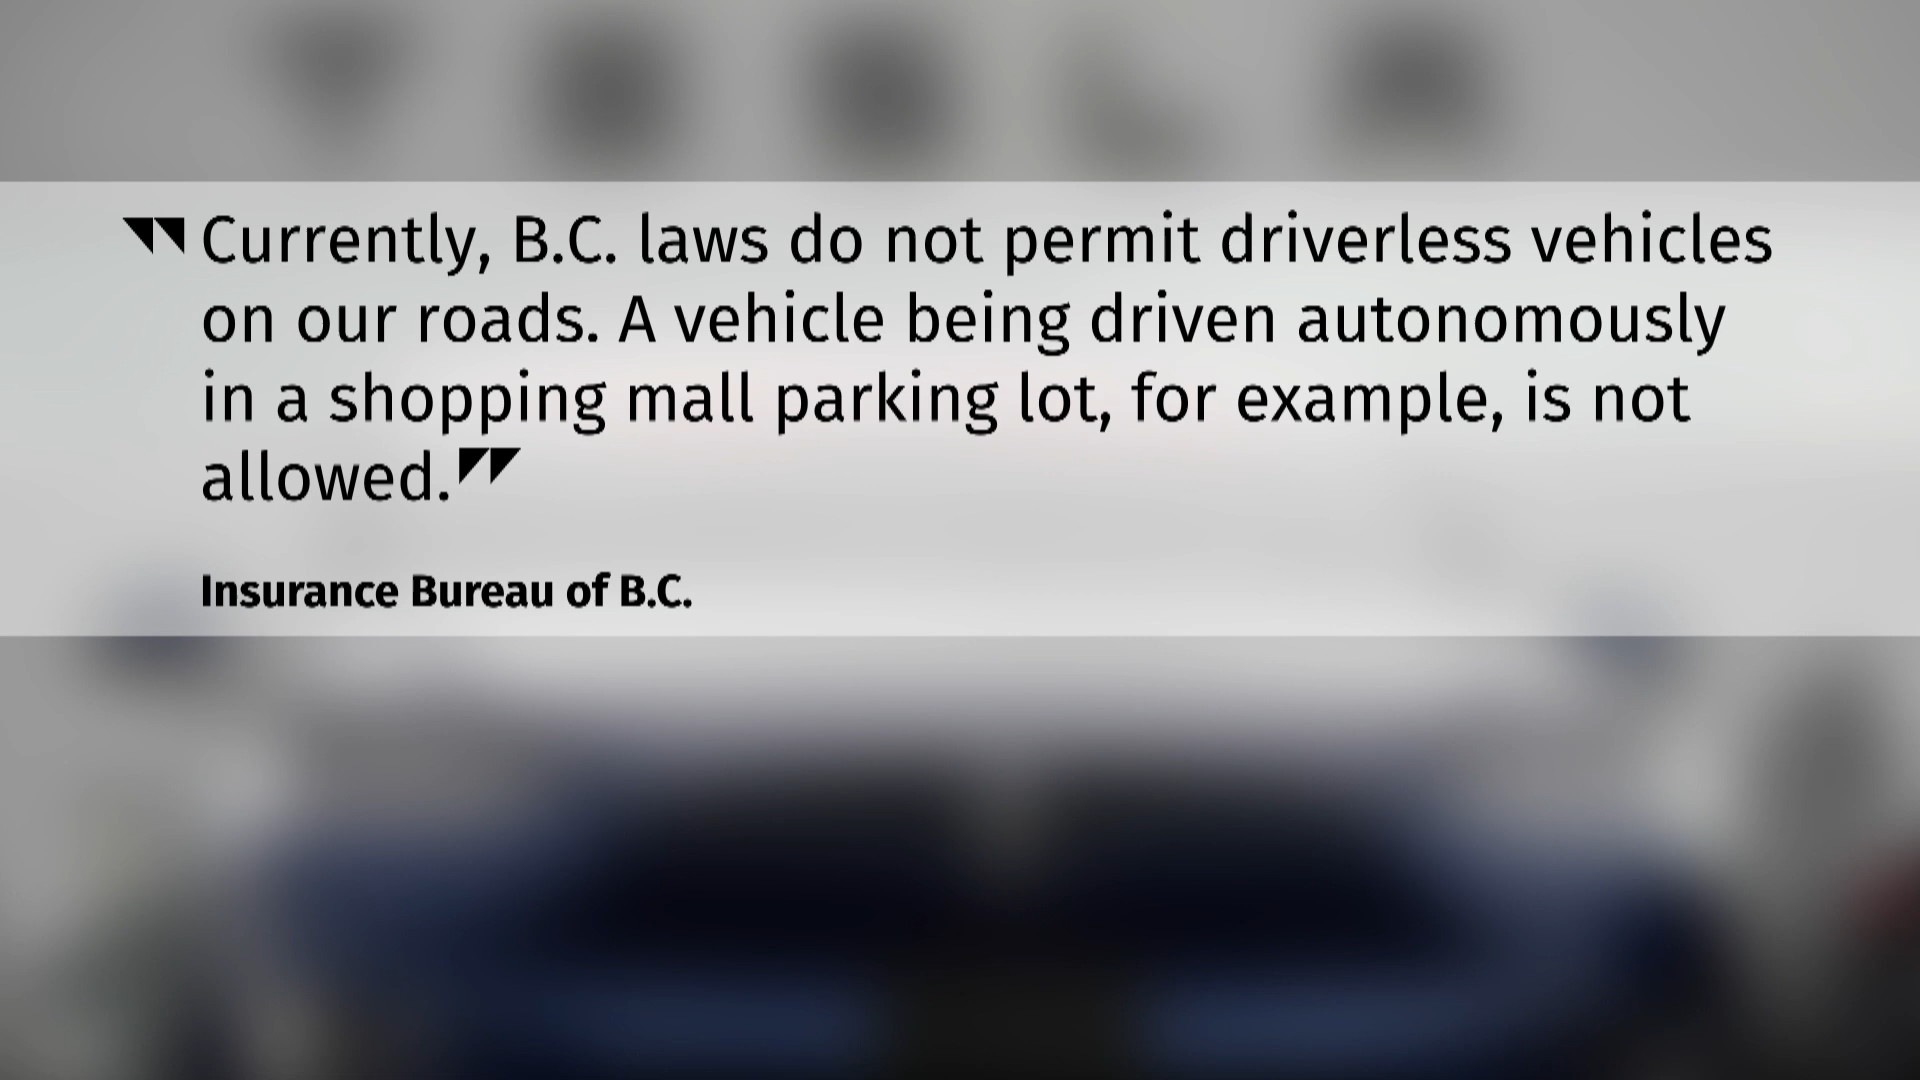 "Currently, B.C. laws do not permit driverless vehicles
on our roads. A vehicle being driven autonomously
in a shopping mall parking lot, for example, is not
allowed."
Insurance Bureau of B.C.